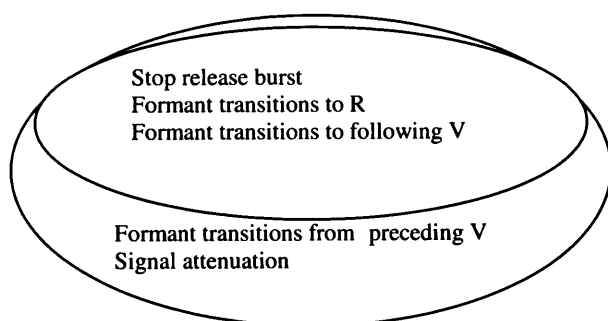 Stop release burst
Formant transitions to R
Formant transitions to following V
Formant transitions from preceding V
Signal attenuation